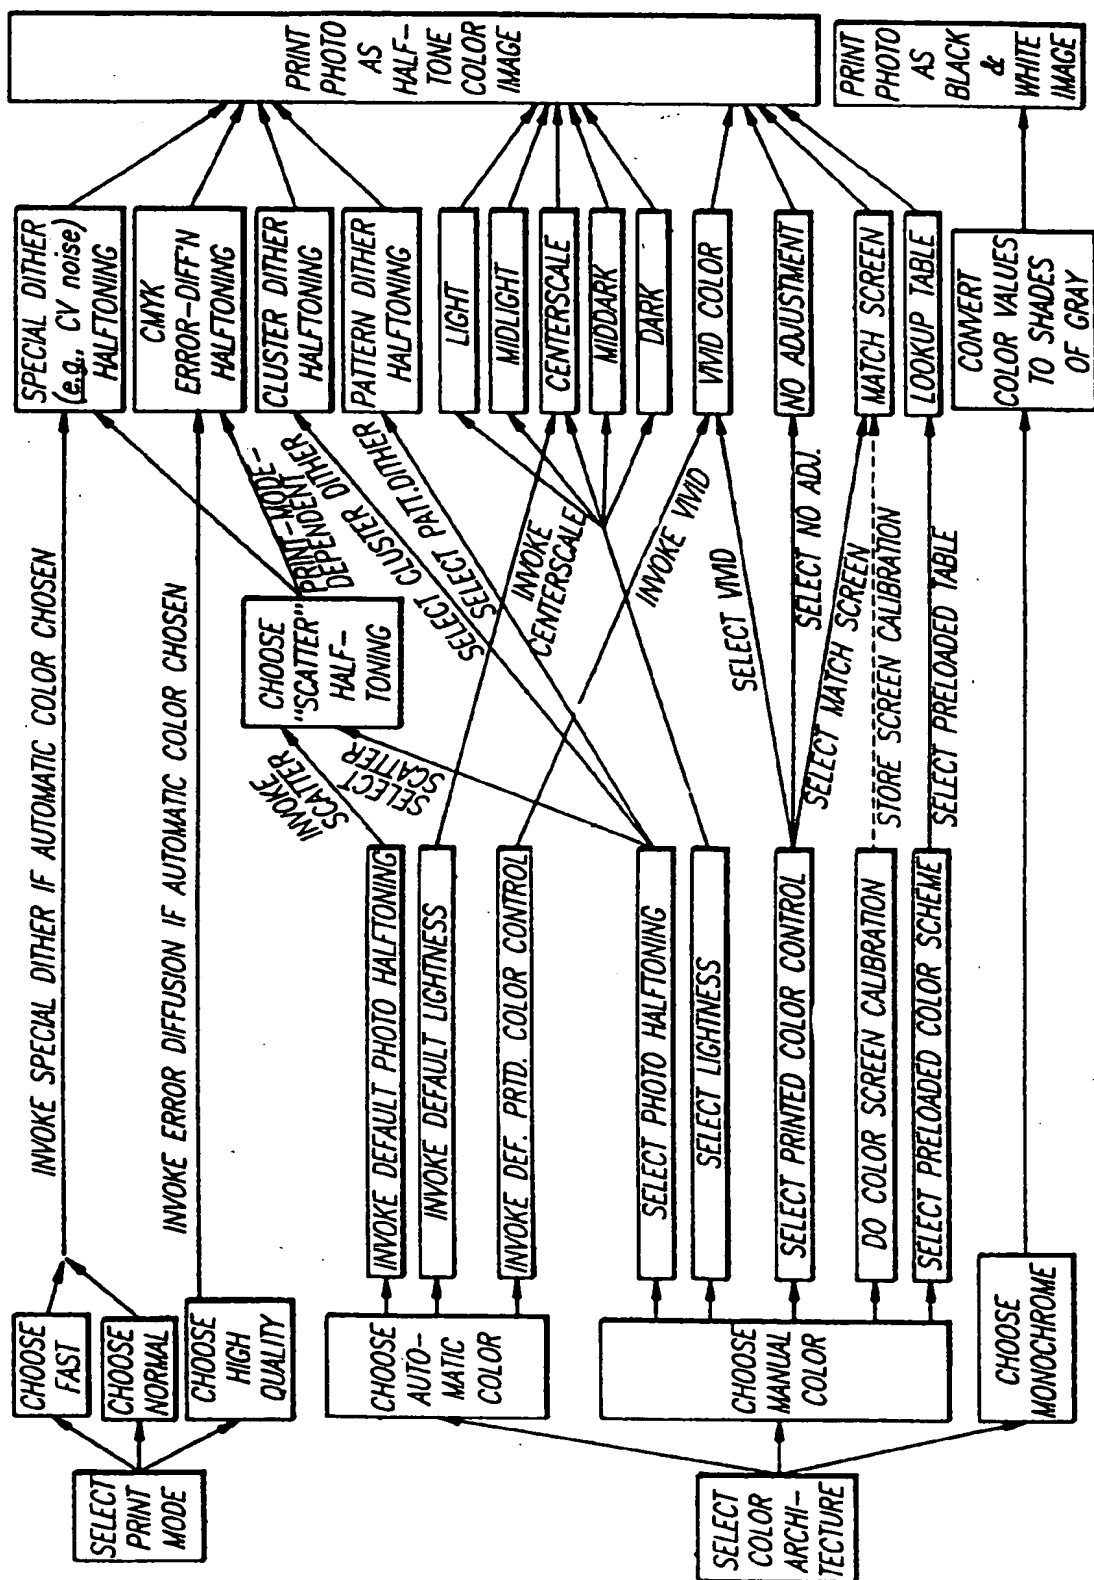 SELECT
PRINT
MODE
CHOOSE
FAST
CHOOSE
NORMAL
CHOOSE
HIGH
QUALITY
INVOKE SPECIAL DITHER IF AUTOMATIC COLOR CHOSEN
INVOKE ERROR DIFFUSION IF AUTOMATIC COLOR CHOSEN
SELECT
COLOR
ARCHI-
TECTURE
CHOOSE
AUTO-
MATIC
COLOR
CHOOSE
MANUAL
COLOR
CHOOSE
MONOCHROME
INVOKE DEFAULT PHOTO HALFTONING
INVOKE DEFAULT LIGHTNESS
INVOKE DEF. PRTD. COLOR CONTROL
SELECT PHOTO HALFTONING
SELECT LIGHTNESS
SELECT PRINTED COLOR CONTROL
DO COLOR SCREEN CALIBRATION
SELECT PRELOADED COLOR SCHEME
INVOKE
SCATTER
SELECT
SCATTER
CHOOSE
"SCATTER"
HALF-
TONING
PRINT-MODE-
DEPENDENT
SELECT CLUSTER DITHER
SELECT PATT. DITHER
INVOKE
CENTERSCALE
INVOKE VIVID
SELECT VIVID
SELECT NO ADJ.
SELECT MATCH SCREEN
STORE SCREEN CALIBRATION
SELECT PRELOADED TABLE
SPECIAL DITHER
(e.g., CV noise)
HALFTONING
CMYK
ERROR-DIFF'N
HALFTONING
CLUSTER DITHER
HALFTONING
PATTERN DITHER
HALFTONING
LIGHT
MIDLIGHT
CENTERSCALE
MIDDARK
DARK
VIVID COLOR
NO ADJUSTMENT
MATCH SCREEN
LOOKUP TABLE
CONVERT
COLOR VALUES
TO SHADES
OF GRAY
PRINT
PHOTO
AS
HALF-
TONE
COLOR
IMAGE
PRINT
PHOTO
AS
BLACK
&
WHITE
IMAGE